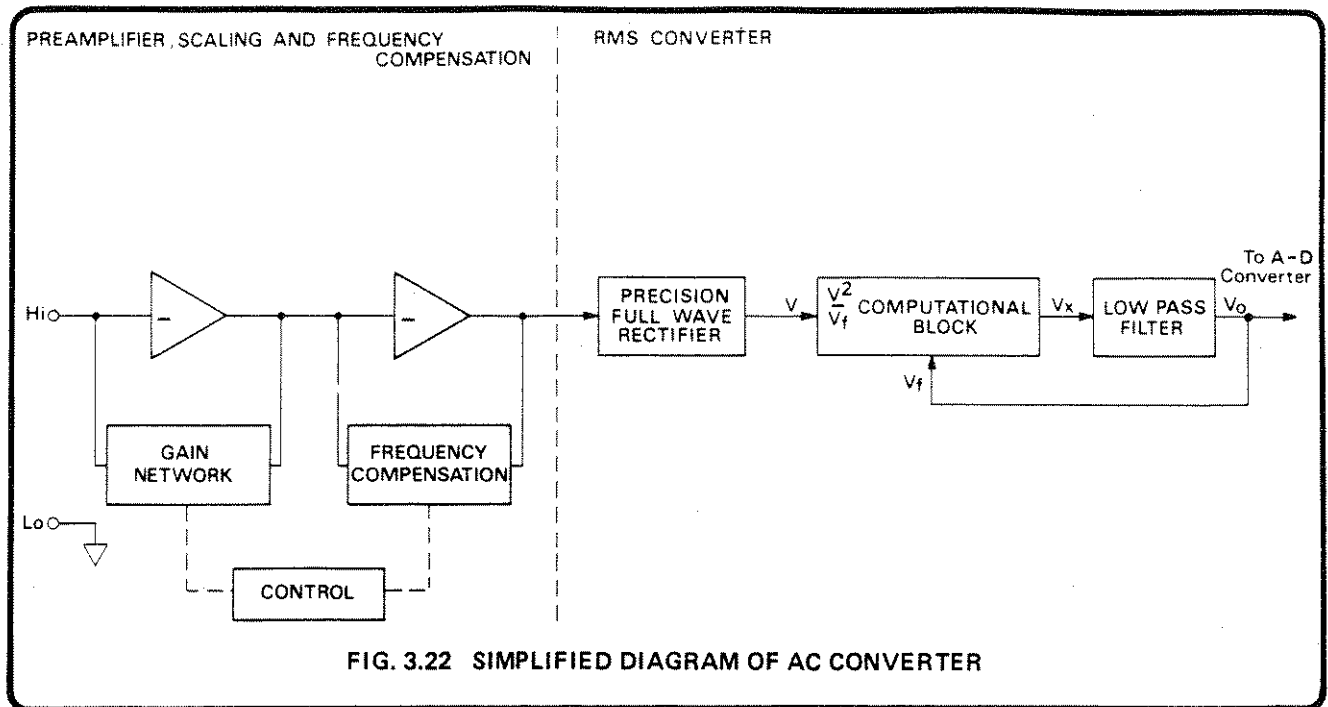 PREAMPLIFIER, SCALING AND FREQUENCY
COMPENSATION
RMS CONVERTER
Hi
−
−
PRECISION
FULL WAVE
RECTIFIER
V
V²
Vf
COMPUTATIONAL
BLOCK
Vx
LOW PASS
FILTER
Vo
To A-D
Converter
Vf
GAIN
NETWORK
FREQUENCY
COMPENSATION
Lo
CONTROL
FIG. 3.22 SIMPLIFIED DIAGRAM OF AC CONVERTER